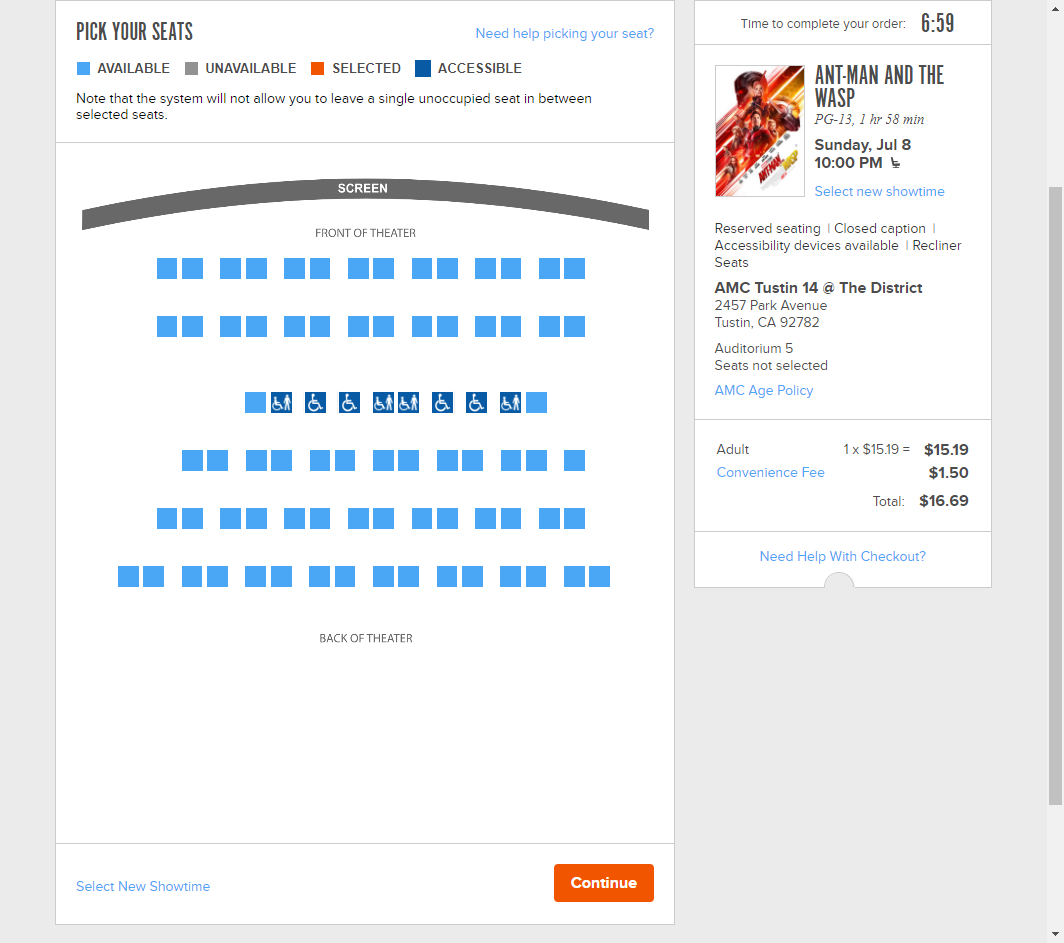 PICK YOUR SEATS
Need help picking your seat?
AVAILABLE UNAVAILABLE SELECTED ACCESSIBLE
Note that the system will not allow you to leave a single unoccupied seat in between
selected seats.
SCREEN
FRONT OF THEATER
BACK OF THEATER
Select New Showtime
Continue
Time to complete your order: 6:59
ANT-MAN AND THE
WASP
PG-13, 1 hr 58 min
Sunday, Jul 8
10:00 PM
Select new showtime
Reserved seating | Closed caption |
Accessibility devices available | Recliner
Seats
AMC Tustin 14 @ The District
2457 Park Avenue
Tustin, CA 92782
Auditorium 5
Seats not selected
AMC Age Policy
Adult 1 x $15.19 = $15.19
Convenience Fee $1.50
Total: $16.69
Need Help With Checkout?